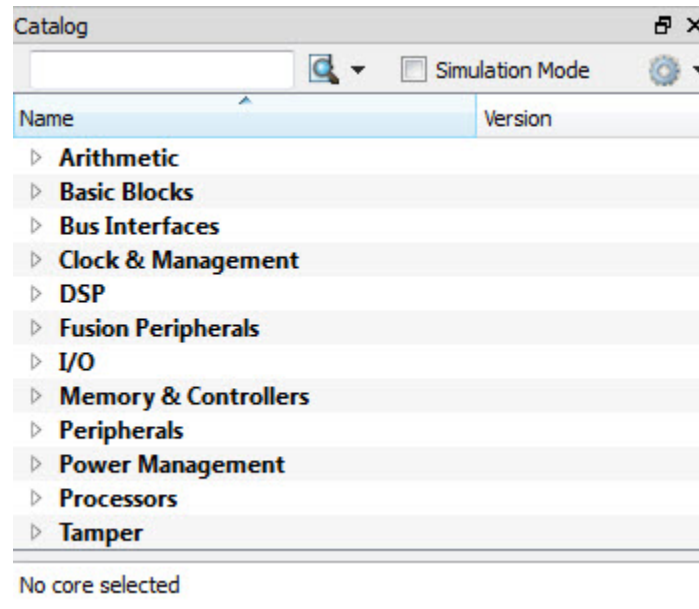 Catalog
Simulation Mode
Name Version
Arithmetic
Basic Blocks
Bus Interfaces
Clock & Management
DSP
Fusion Peripherals
I/O
Memory & Controllers
Peripherals
Power Management
Processors
Tamper
No core selected